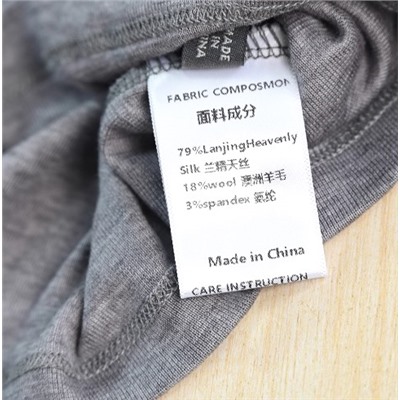 MADE
IN
CHINA
FABRIC COMPOSMON
面料成分
79%LanjingHeavenly
Silk 兰精天丝
18%wool 澳洲羊毛
3%spandex 氨纶
Made in China
CARE INSTRUCTION